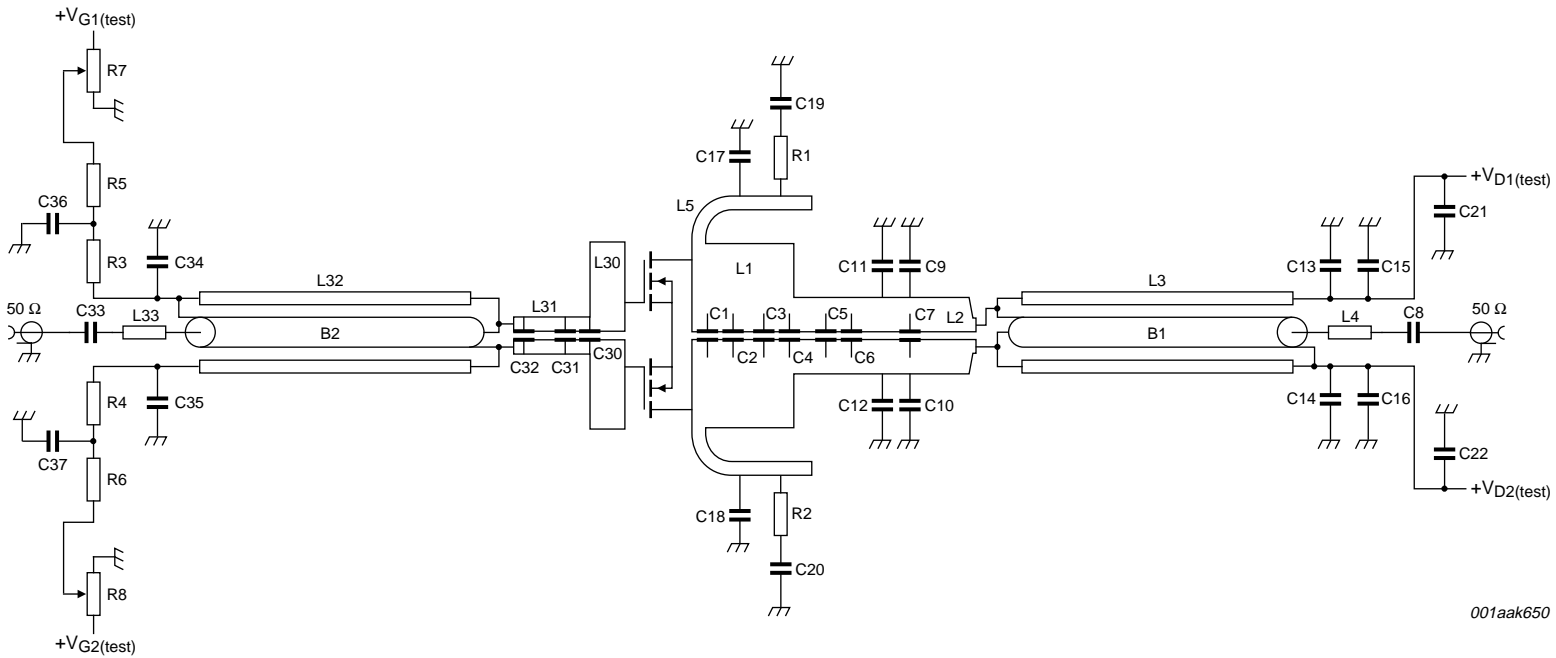 +VG1(test)
R7
C19
C17
R1
R5
+VD1(test)
C36
L5
C21
R3
C34
L30
L1
C11
C9
C13
C15
L32
L31
L3
50 Ω
C33
L33
B2
C1
C3
C5
C7
L2
B1
L4
C8
50 Ω
C32
C31
C30
C2
C4
C6
R4
C35
C12
C10
C14
C16
C37
R6
C22
+VD2(test)
C18
R2
C20
R8
001aak650
+VG2(test)